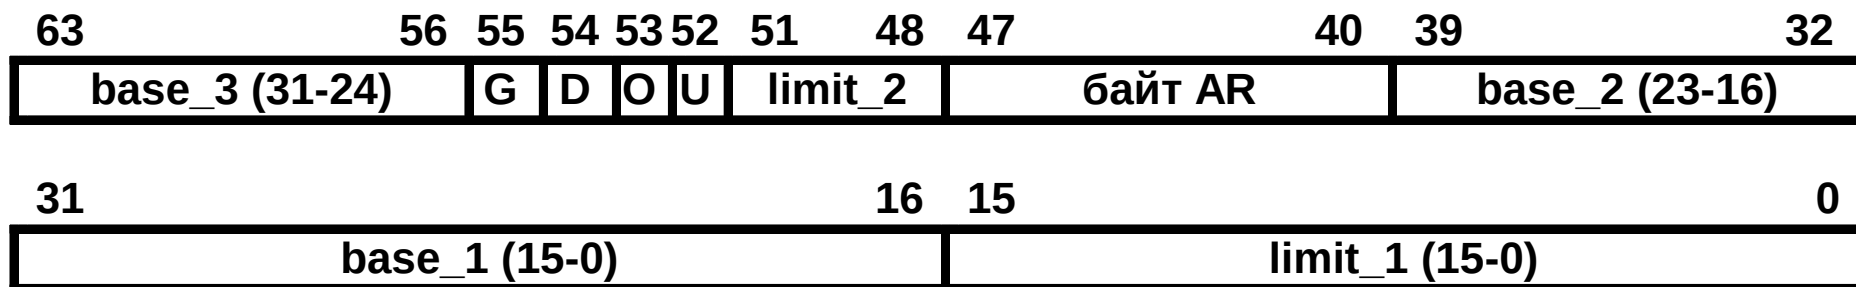 63 56 55 54 53 52 51 48 47 40 39 32
base_3 (31-24) G D O U limit_2 байт AR base_2 (23-16)
31 16 15 0
base_1 (15-0) limit_1 (15-0)